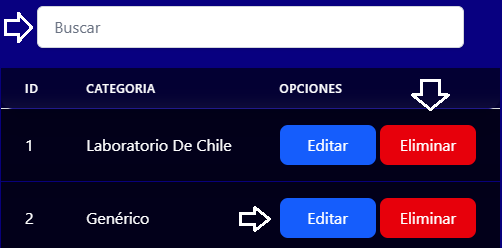 Buscar
ID CATEGORIA OPCIONES
1 Laboratorio De Chile Editar Eliminar
2 Genérico Editar Eliminar